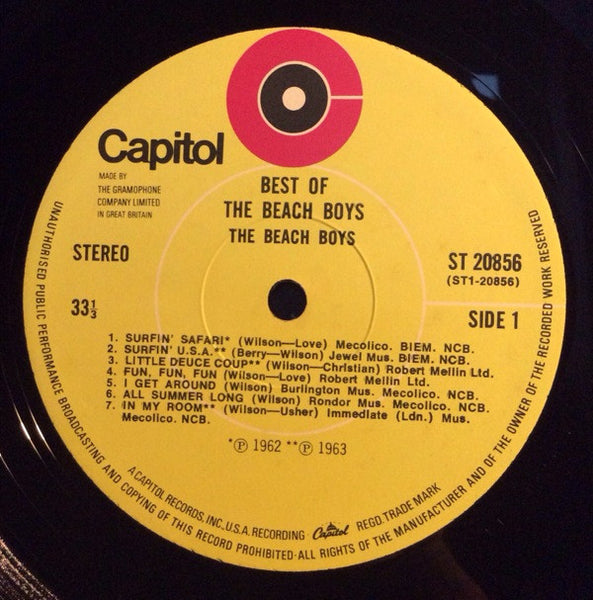 Capitol
MADE BY
THE GRAMOPHONE
COMPANY LIMITED
IN GREAT BRITAIN
BEST OF
THE BEACH BOYS
THE BEACH BOYS
STEREO
ST 20856
(ST1-20856)
33⅓
SIDE 1
1. SURFIN' SAFARI* (Wilson—Love) Mecolico. BIEM. NCB.
2. SURFIN' U.S.A.** (Berry—Wilson) Jewel Mus. BIEM. NCB.
3. LITTLE DEUCE COUP** (Wilson—Christian) Robert Mellin Ltd.
4. FUN, FUN, FUN (Wilson—Love) Robert Mellin Ltd.
5. I GET AROUND (Wilson) Burlington Mus. Mecolico. NCB.
6. ALL SUMMER LONG (Wilson) Rondor Mus. Mecolico. NCB.
7. IN MY ROOM** (Wilson—Usher) Immediate (Ldn.) Mus.
Mecolico. NCB.
*Ⓟ 1962 **Ⓟ 1963
A CAPITOL RECORDS, INC. U.S.A. RECORDING Capitol REGD. TRADE MARK
UNAUTHORISED PUBLIC PERFORMANCE BROADCASTING AND COPYING OF THIS RECORD PROHIBITED·ALL RIGHTS OF THE MANUFACTURER AND OF THE OWNER OF THE RECORDED WORK RESERVED